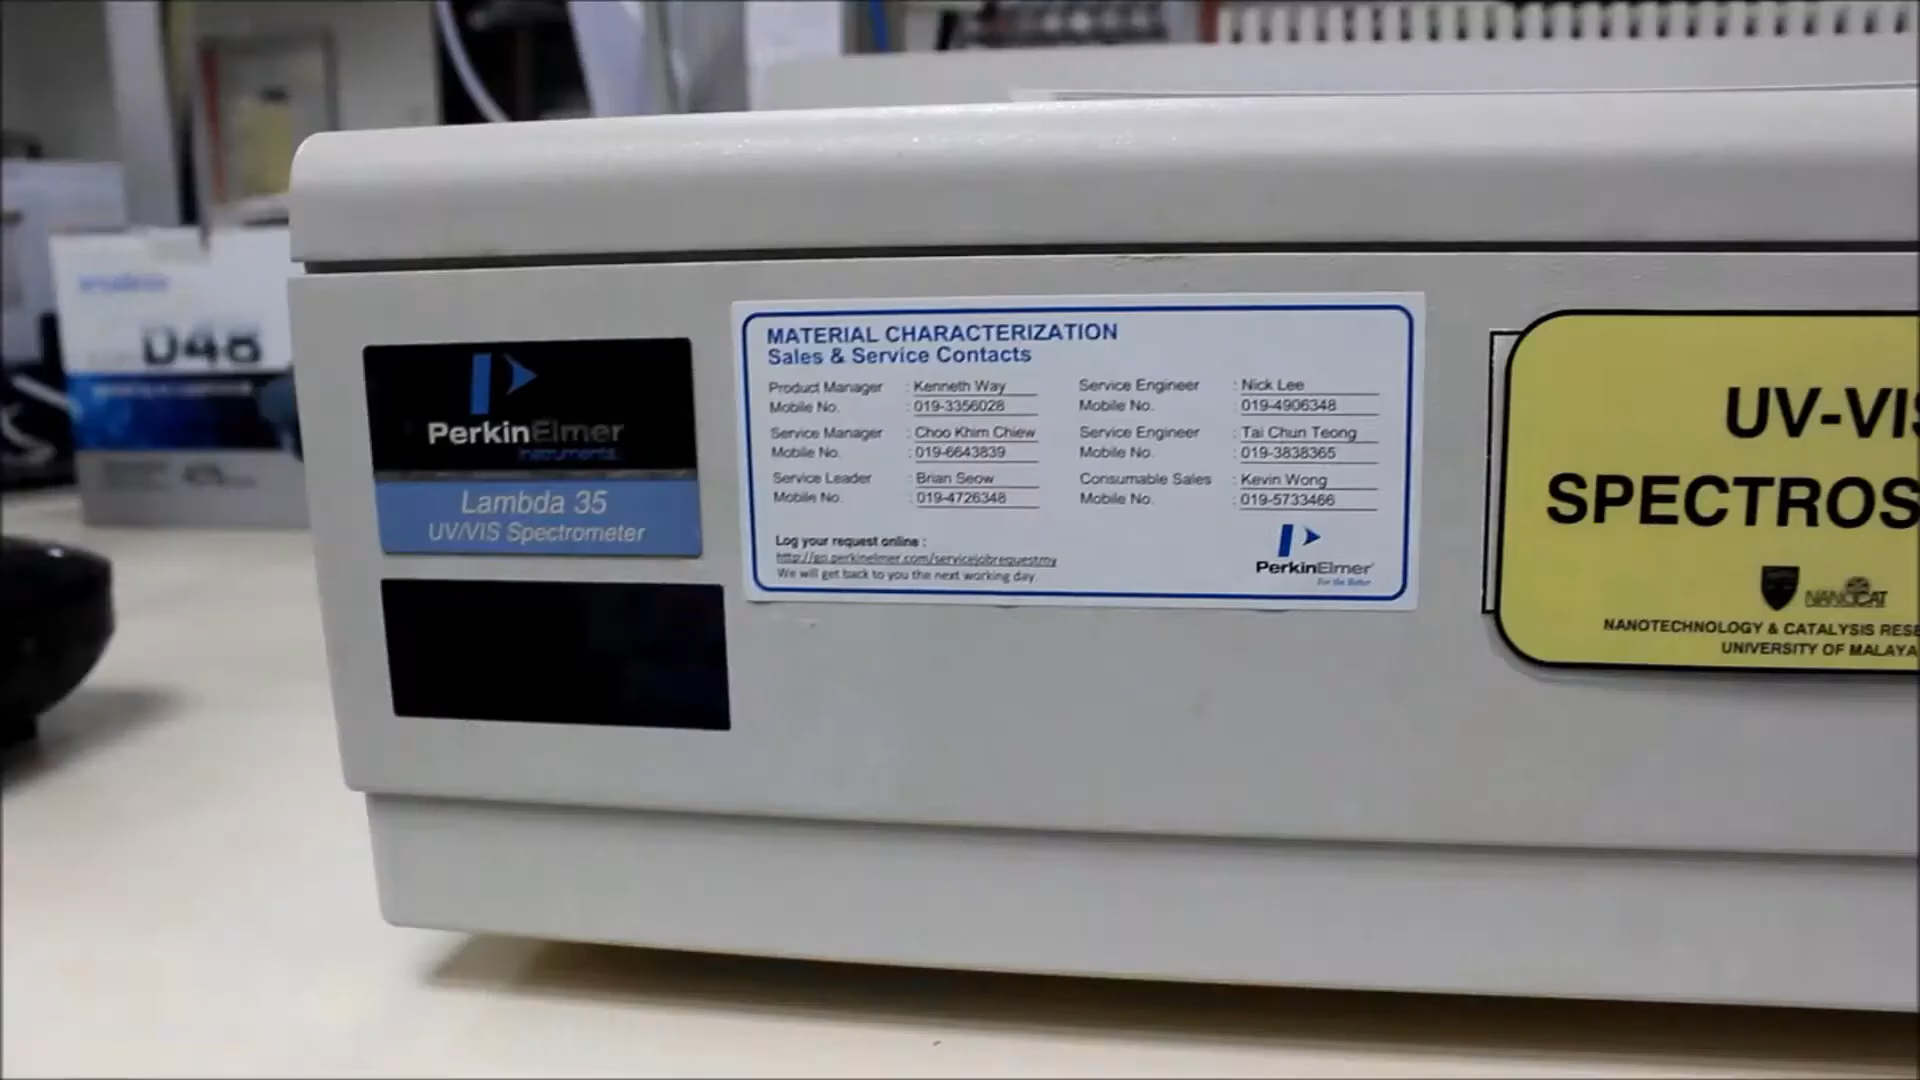 D48
PerkinElmer
instruments.
Lambda 35
UV/VIS Spectrometer
MATERIAL CHARACTERIZATION
Sales & Service Contacts
Product Manager : Kenneth Way
Mobile No. : 019-3356028
Service Manager : Choo Khim Chiew
Mobile No. : 019-6643839
Service Leader : Brian Seow
Mobile No. : 019-4726348
Service Engineer : Nick Lee
Mobile No. : 019-4906348
Service Engineer : Tai Chun Teong
Mobile No. : 019-3838365
Consumable Sales : Kevin Wong
Mobile No. : 019-5733466
Log your request online :
http://go.perkinelmer.com/servicejobrequestmy
We will get back to you the next working day.
PerkinElmer
For the Better
UV-VIS
SPECTROS
NANOCAT
NANOTECHNOLOGY & CATALYSIS RESE
UNIVERSITY OF MALAYA